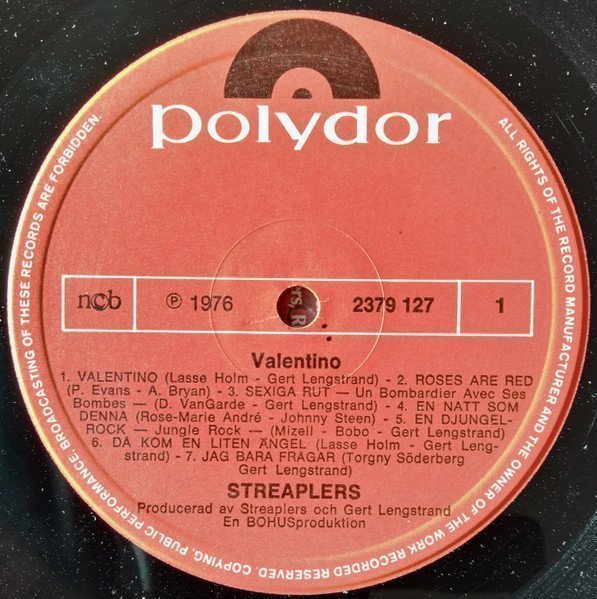 polydor
ncb
℗ 1976
2379 127
1
Valentino
1. VALENTINO (Lasse Holm - Gert Lengstrand) - 2. ROSES ARE RED
(P. Evans - A. Bryan) - 3. SEXIGA RUT — Un Bombardier Avec Ses
Bombes — (D. VanGarde - Gert Lengstrand) - 4. EN NATT SOM
DENNA (Rose-Marie André - Johnny Steen) - 5. EN DJUNGEL-
ROCK — Jungle Rock — (Mizell - Bobo - Gert Lengstrand)
6. DÅ KOM EN LITEN ÄNGEL (Lasse Holm - Gert Leng-
strand) - 7. JAG BARA FRÅGAR (Torgny Söderberg
Gert Lengstrand)
STREAPLERS
Producerad av Streaplers och Gert Lengstrand
En BOHUSproduktion
ALL RIGHTS OF THE RECORD MANUFACTURER AND THE OWNER OF THE WORK RECORDED RESERVED. COPYING, PUBLIC PERFORMANCE, BROADCASTING OF THESE RECORDS ARE FORBIDDEN.